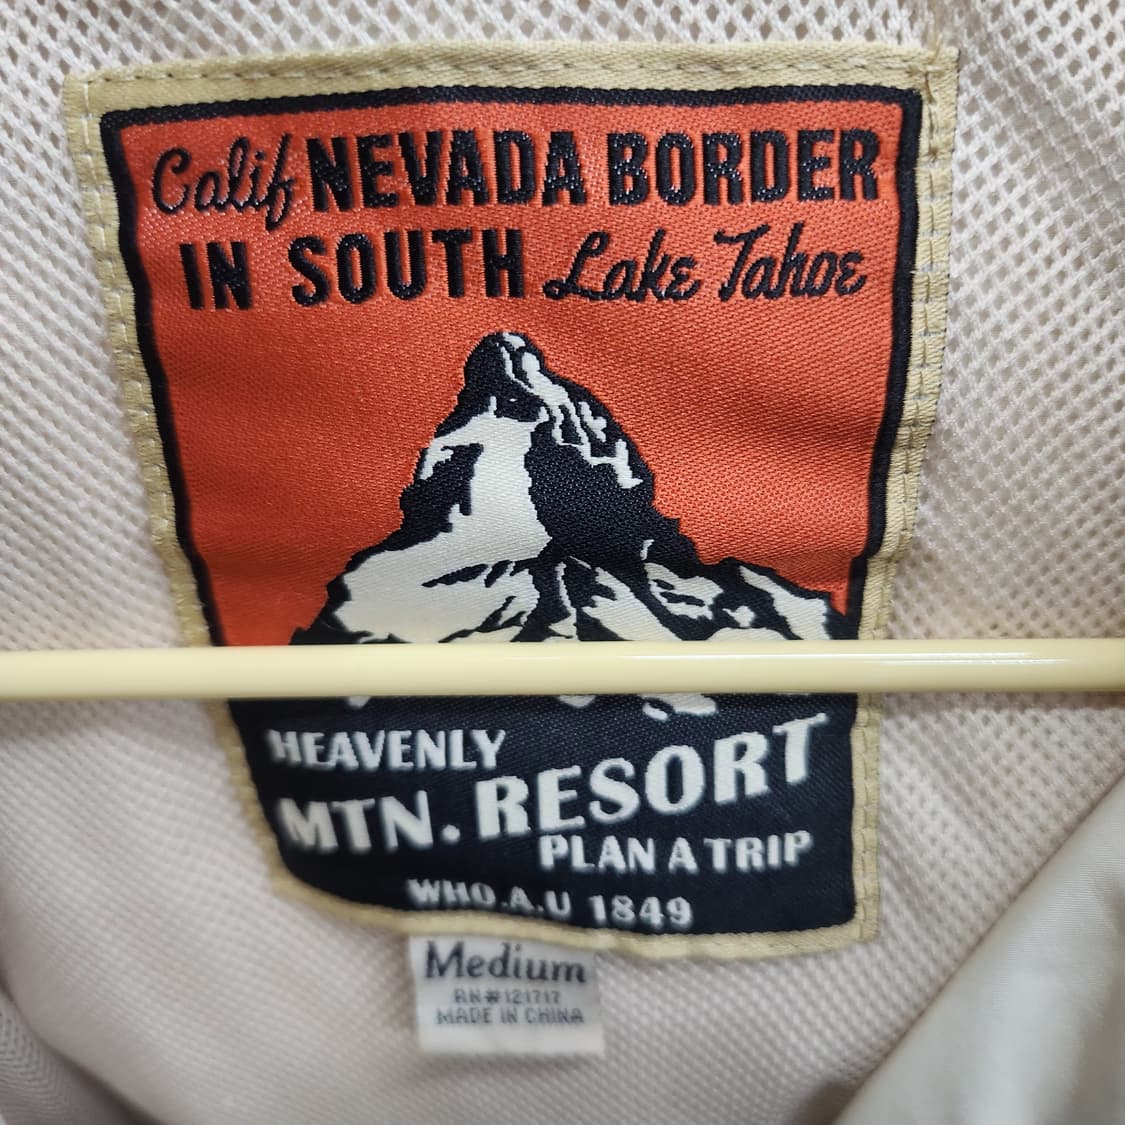 Calif NEVADA BORDER
IN SOUTH Lake Tahoe
HEAVENLY
MTN. RESORT
PLAN A TRIP
WHO.A.U 1849
Medium
RN#121717
MADE IN CHINA